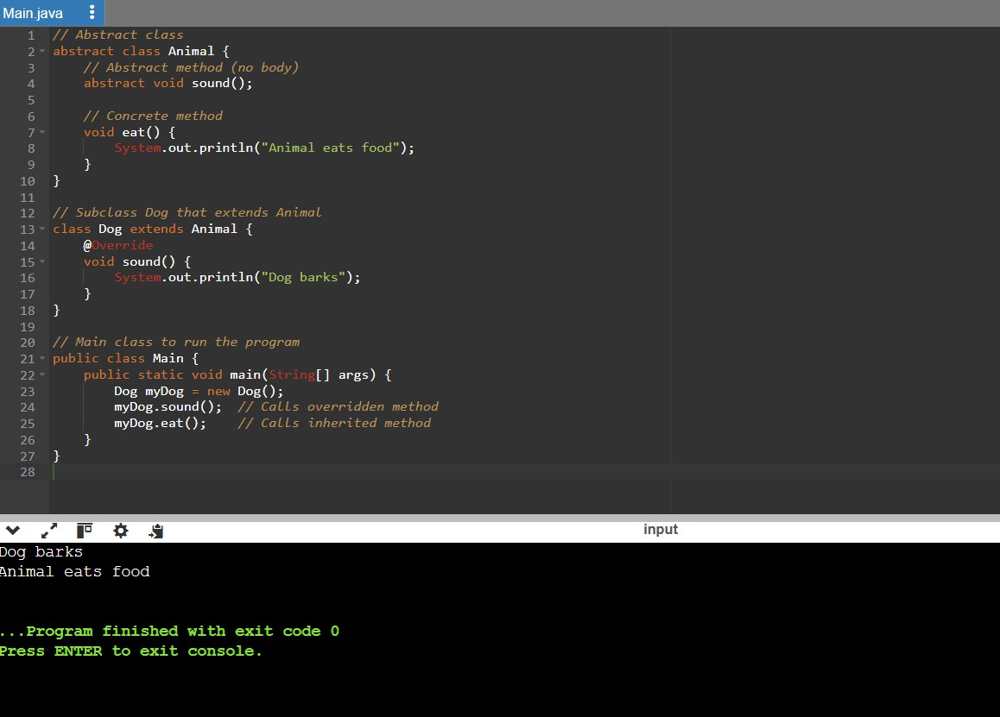 Main.java
1 // Abstract class
2 abstract class Animal {
3     // Abstract method (no body)
4     abstract void sound();
5
6     // Concrete method
7     void eat() {
8         System.out.println("Animal eats food");
9     }
10 }
11
12 // Subclass Dog that extends Animal
13 class Dog extends Animal {
14     @Override
15     void sound() {
16         System.out.println("Dog barks");
17     }
18 }
19
20 // Main class to run the program
21 public class Main {
22     public static void main(String[] args) {
23         Dog myDog = new Dog();
24         myDog.sound();  // Calls overridden method
25         myDog.eat();    // Calls inherited method
26     }
27 }
28
input
Dog barks
Animal eats food
...Program finished with exit code 0
Press ENTER to exit console.